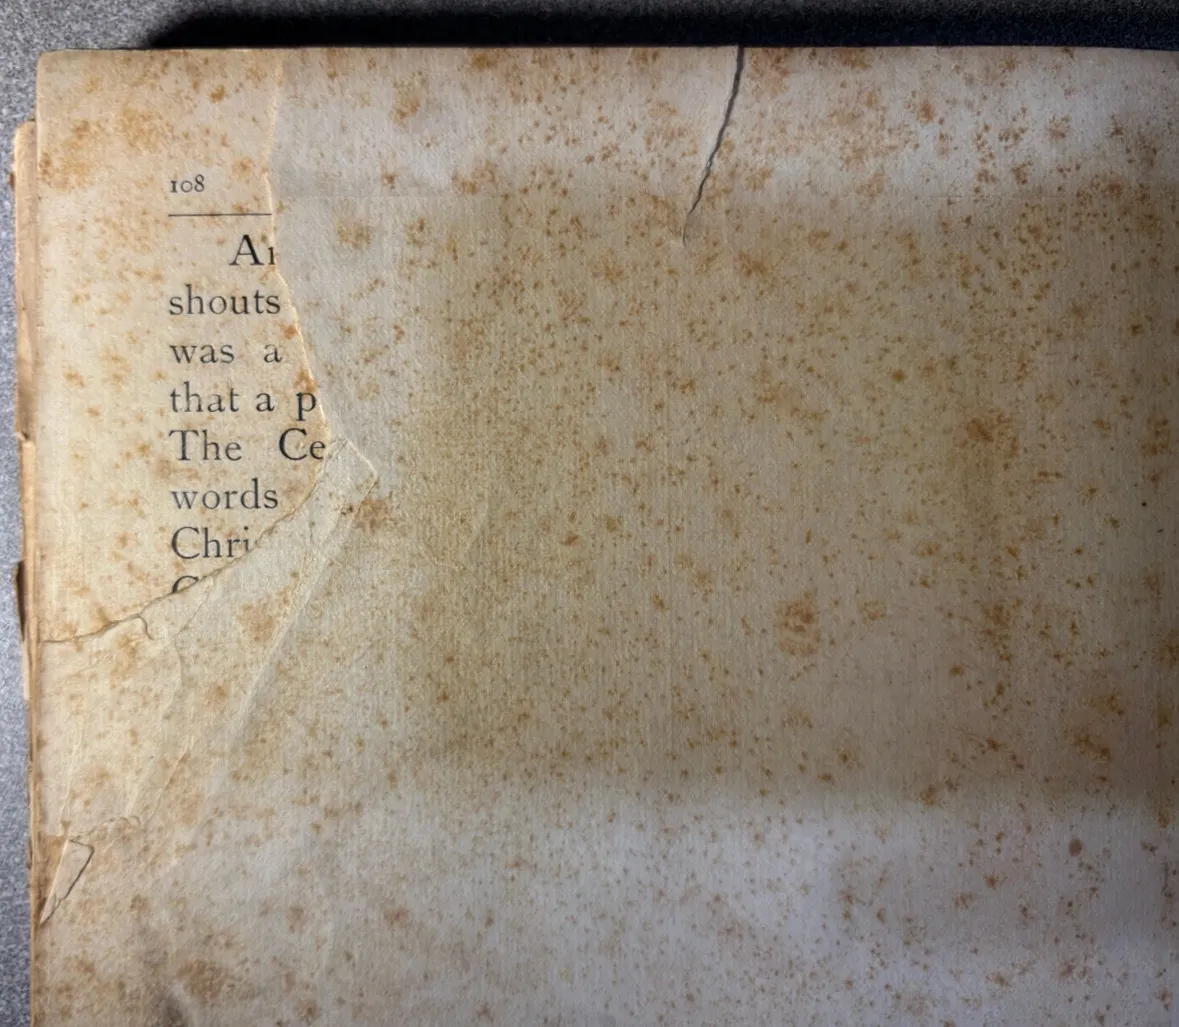 108
shouts
was a
that a p
The Ce
words
Chri